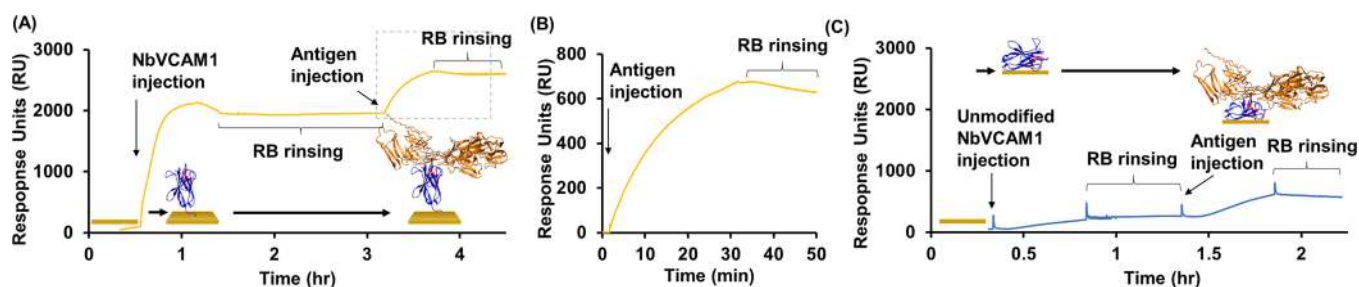 (A)
Respopnse Units (RU)
3000
2000
1000
0
NbVCAM1
injection
Antigen
injection
RB rinsing
RB rinsing
0
1
2
3
4
Time (hr)
(B)
Respopnse Units (RU)
800
600
400
200
0
Antigen
injection
RB rinsing
0
10
20
30
40
50
Time (min)
(C)
Respopnse Units (RU)
3000
2000
1000
0
Unmodified
NbVCAM1
injection
RB rinsing
Antigen
injection
RB rinsing
0
0.5
1
1.5
2
Time (hr)